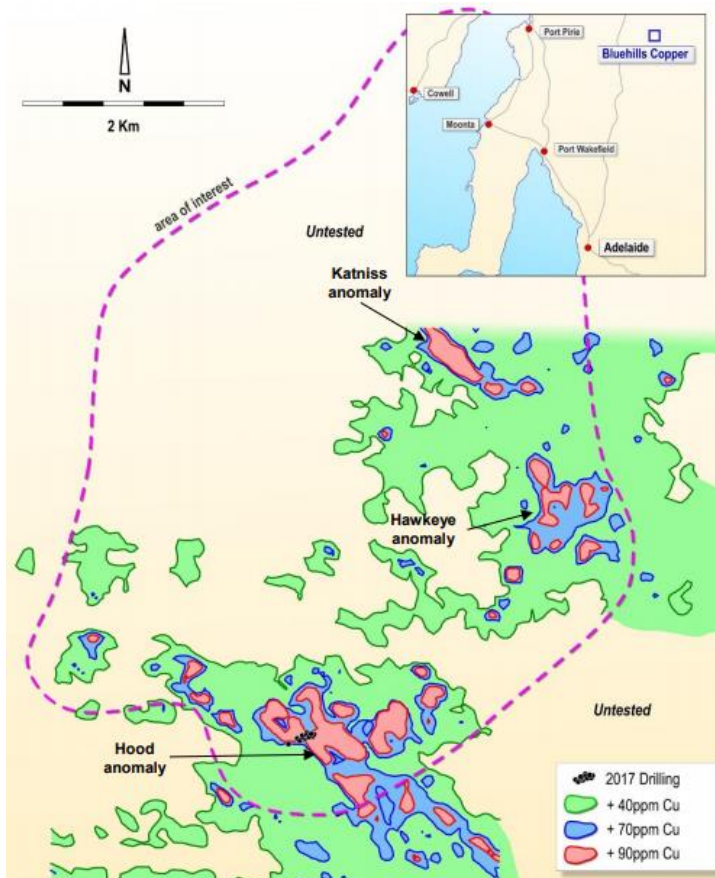 N
2 Km
area of interest
Port Pirie
Bluehills Copper
Cowell
Moonta
Port Wakefield
Adelaide
Untested
Katniss
anomaly
Hawkeye
anomaly
Untested
Hood
anomaly
2017 Drilling
+ 40ppm Cu
+ 70ppm Cu
+ 90ppm Cu